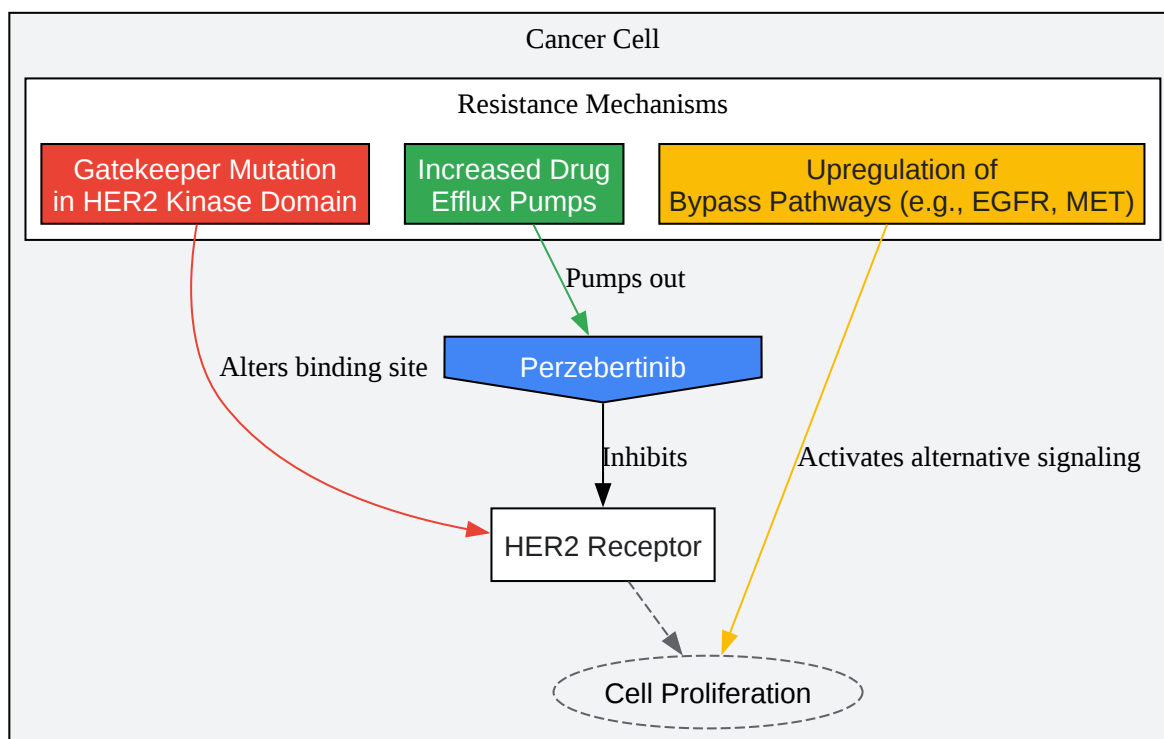 Cancer Cell
Resistance Mechanisms
Gatekeeper Mutation
in HER2 Kinase Domain
Increased Drug
Efflux Pumps
Upregulation of
Bypass Pathways (e.g., EGFR, MET)
Pumps out
Alters binding site
Perzebertinib
Inhibits
Activates alternative signaling
HER2 Receptor
Cell Proliferation